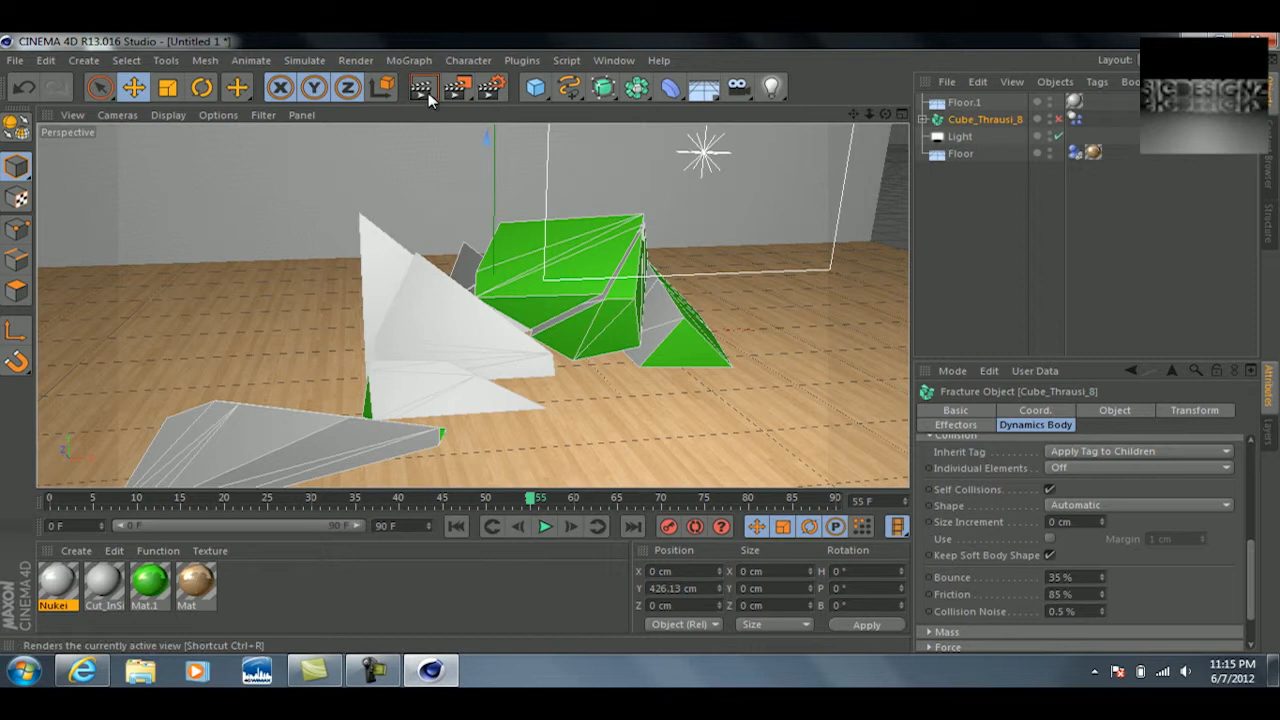 CINEMA 4D R13.016 Studio - [Untitled 1 *]
File Edit Create Select Tools Mesh Animate Simulate Render MoGraph Character Plugins Script Window Help
Layout:
View Cameras Display Options Filter Panel
File Edit View Objects Tags
Perspective
Floor.1
Cube_Thrausi_8
Light
Floor
SICDESIGNZ
Structure
Mode Edit User Data
Fracture Object [Cube_Thrausi_8]
Basic Coord. Object Transform
Effectors Dynamics Body
Attributes
Layers
Collision
Inherit Tag Apply Tag to Children
Individual Elements Off
Self Collisions
Shape Automatic
Size Increment 0 cm
Use Margin 1 cm
Keep Soft Body Shape
Bounce 35 %
Friction 85 %
Collision Noise 0.5 %
Mass
Force
0 5 10 15 20 25 30 35 40 45 50 55 60 65 70 75 80 85 90 55 F
0 F 0 F 90 F 90 F
Create Edit Function Texture
Nukei Cut_InSi Mat.1 Mat
MAXON
CINEMA 4D
Position Size Rotation
X 0 cm X 0 cm H 0 °
Y 426.13 cm Y 0 cm P 0 °
Z 0 cm Z 0 cm B 0 °
Object (Rel) Size Apply
Renders the currently active view [Shortcut Ctrl+R]
11:15 PM
6/7/2012